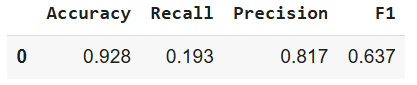 Accuracy Recall Precision F1
0 0.928 0.193 0.817 0.637